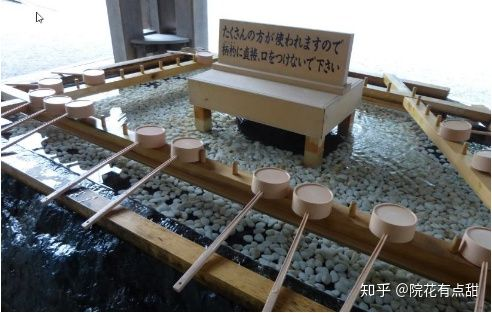 たくさんの方が使われますので
柄杓に直接、口をつけないで下さい
知乎 @院花有点甜